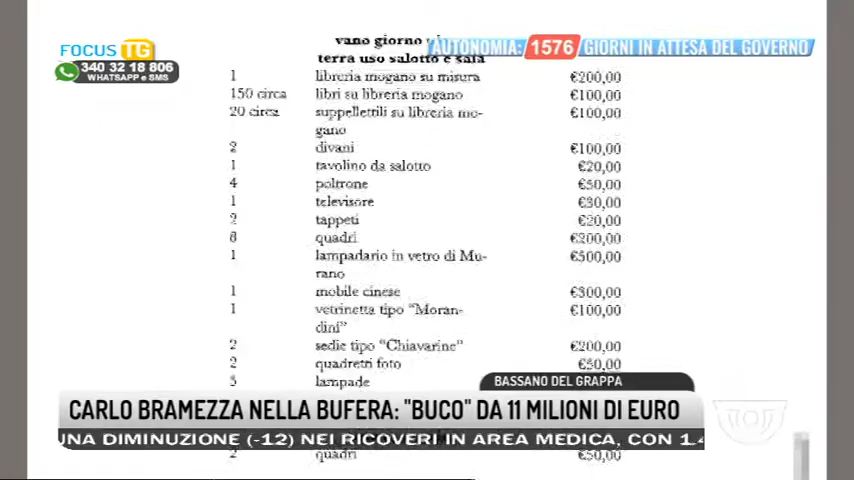 vano giorno
AUTONOMIA: 1576 GIORNI IN ATTESA DEL GOVERNO
FOCUS TG
terra uso salotto e sala
340 32 18 806
WHATSAPP e SMS
1 libreria mogano su misura €200,00
150 circa libri su libreria mogano €100,00
20 circa suppellettili su libreria mo- €100,00
gano
2 divani €100,00
1 tavolino da salotto €20,00
4 poltrone €50,00
1 televisore €30,00
2 tappeti €20,00
8 quadri €200,00
1 lampadario in vetro di Mu- €500,00
rano
1 mobile cinese €300,00
1 vetrinetta tipo “Moran- €100,00
dini”
2 sedie tipo “Chiavarine” €200,00
2 quadretti foto €50,00
5 lampade
BASSANO DEL GRAPPA
CARLO BRAMEZZA NELLA BUFERA: "BUCO" DA 11 MILIONI DI EURO
UNA DIMINUZIONE (-12) NEI RICOVERI IN AREA MEDICA, CON 1.4
2 quadri €50,00